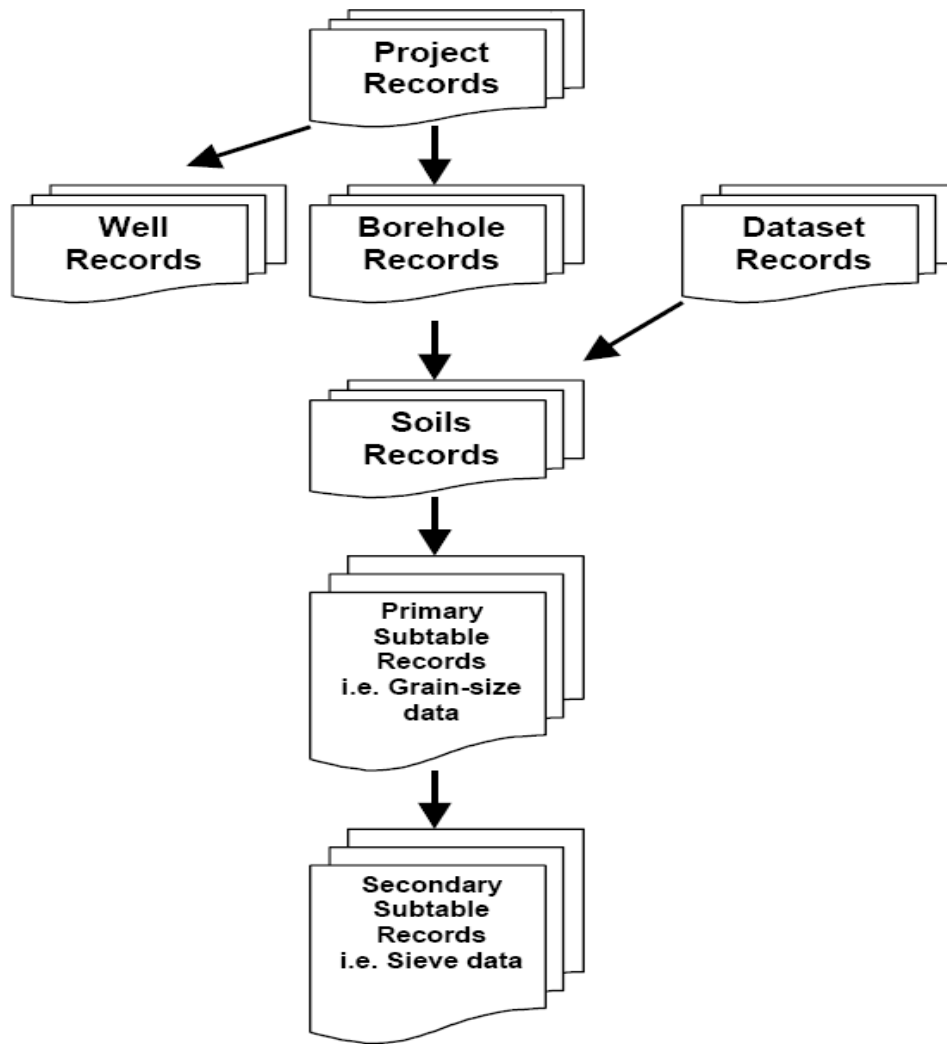 Project
Records
Well
Records
Borehole
Records
Dataset
Records
Soils
Records
Primary
Subtable
Records
i.e. Grain-size
data
Secondary
Subtable
Records
i.e. Sieve data